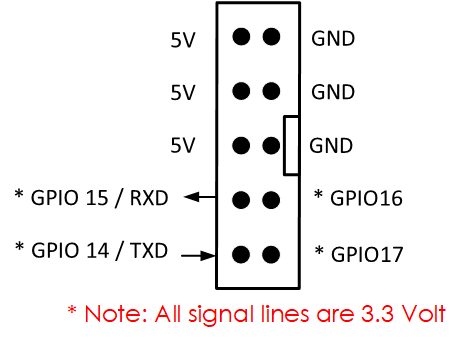 5V GND
5V GND
5V GND
* GPIO 15 / RXD * GPIO16
* GPIO 14 / TXD * GPIO17
* Note: All signal lines are 3.3 Volt